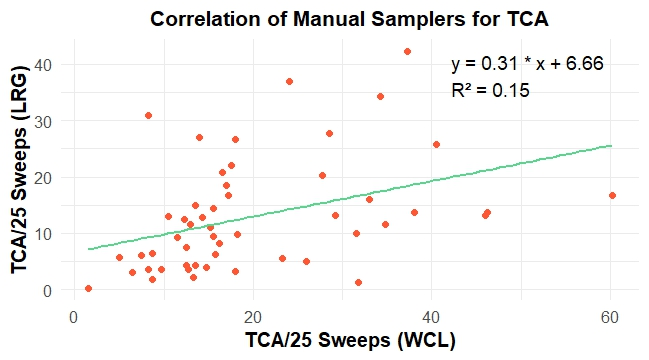 Correlation of Manual Samplers for TCA
y = 0.31 * x + 6.66
R² = 0.15
TCA/25 Sweeps (LRG)
40
30
20
10
0
0 20 40 60
TCA/25 Sweeps (WCL)